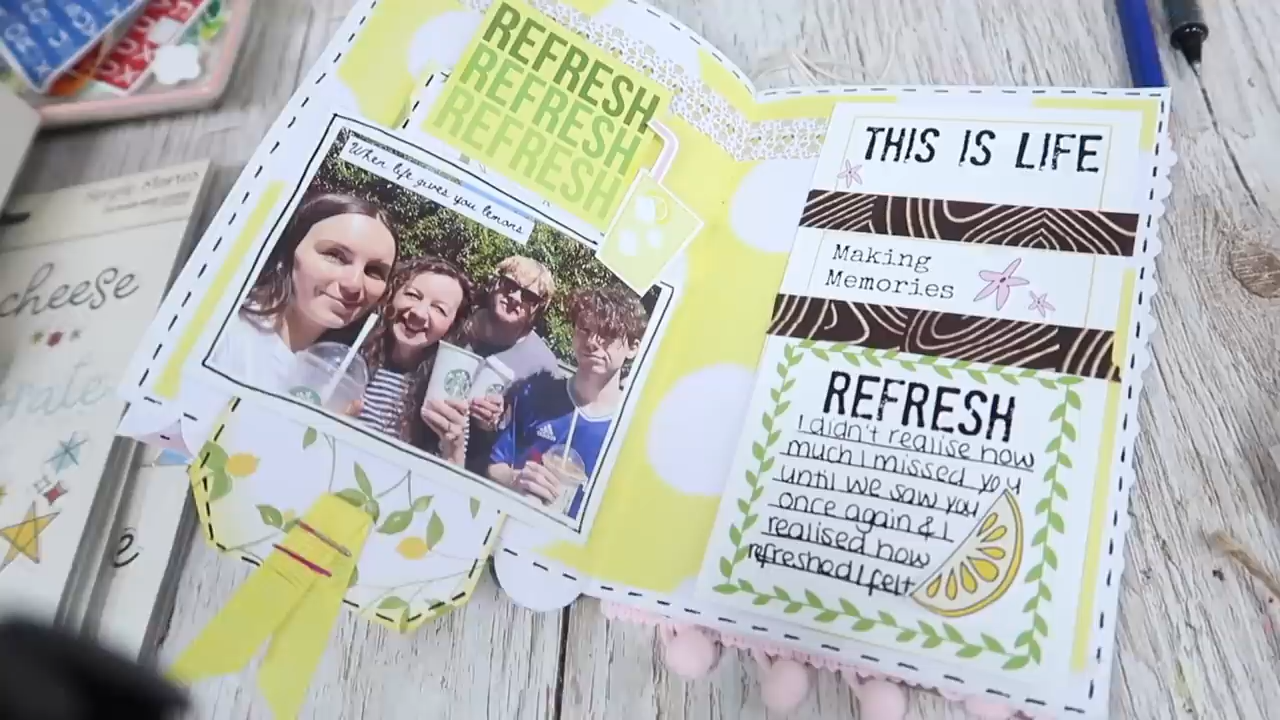 REFRESH
REFRESH
REFRESH
When life gives you lemons
THIS IS LIFE
Making
Memories
REFRESH
I didn't realise how
much I missed you
until we saw you
once again & I
realised how
refreshed I felt
cheese
adidas